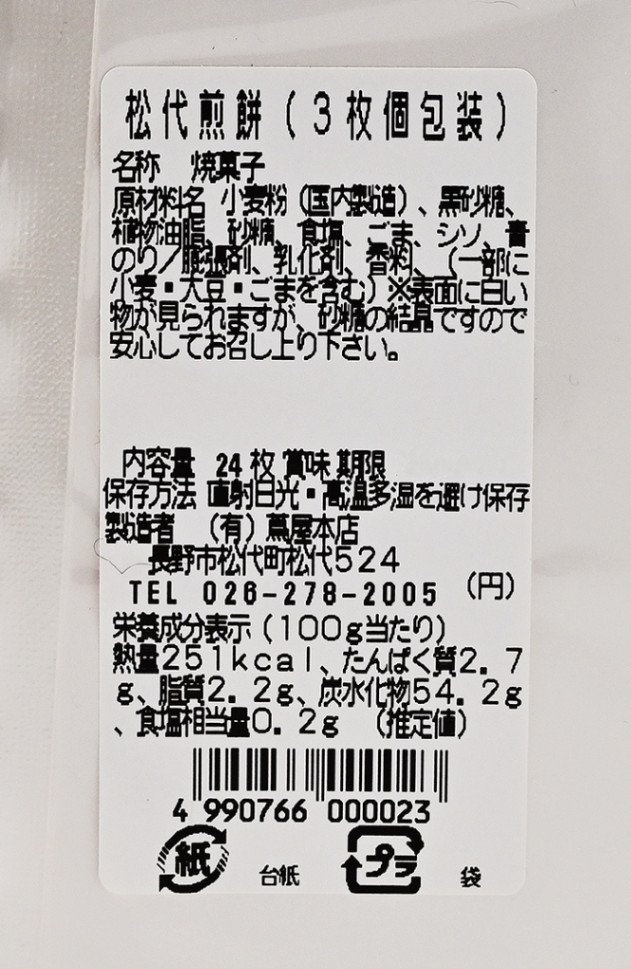 松代煎餅(3枚個包装)
名称　焼菓子
原材料名　小麦粉(国内製造)、黒砂糖、
植物油脂、砂糖、食塩、ごま、シソ、青
のり/膨張剤、乳化剤、香料、(一部に
小麦・大豆・ごまを含む)※表面に白い
物が見られますが、砂糖の結晶ですので
安心してお召し上り下さい。
内容量　24枚 賞味期限
保存方法 直射日光・高温多湿を避け保存
製造者　(有)蔦屋本店
長野市松代町松代524
TEL 026-278-2005　(円)
栄養成分表示(100g当たり)
熱量251kcal、たんぱく質2.7
g、脂質2.2g、炭水化物54.2g
、食塩相当量0.2g　(推定値)
4 990766 000023
紙 台紙 プラ 袋